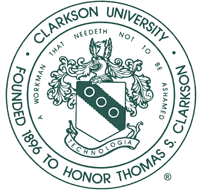 · CLARKSON UNIVERSITY ·
FOUNDED 1896 TO HONOR THOMAS S. CLARKSON
A WORKMAN THAT NEEDETH NOT TO BE ASHAMED
TECHNOLOGIA
®